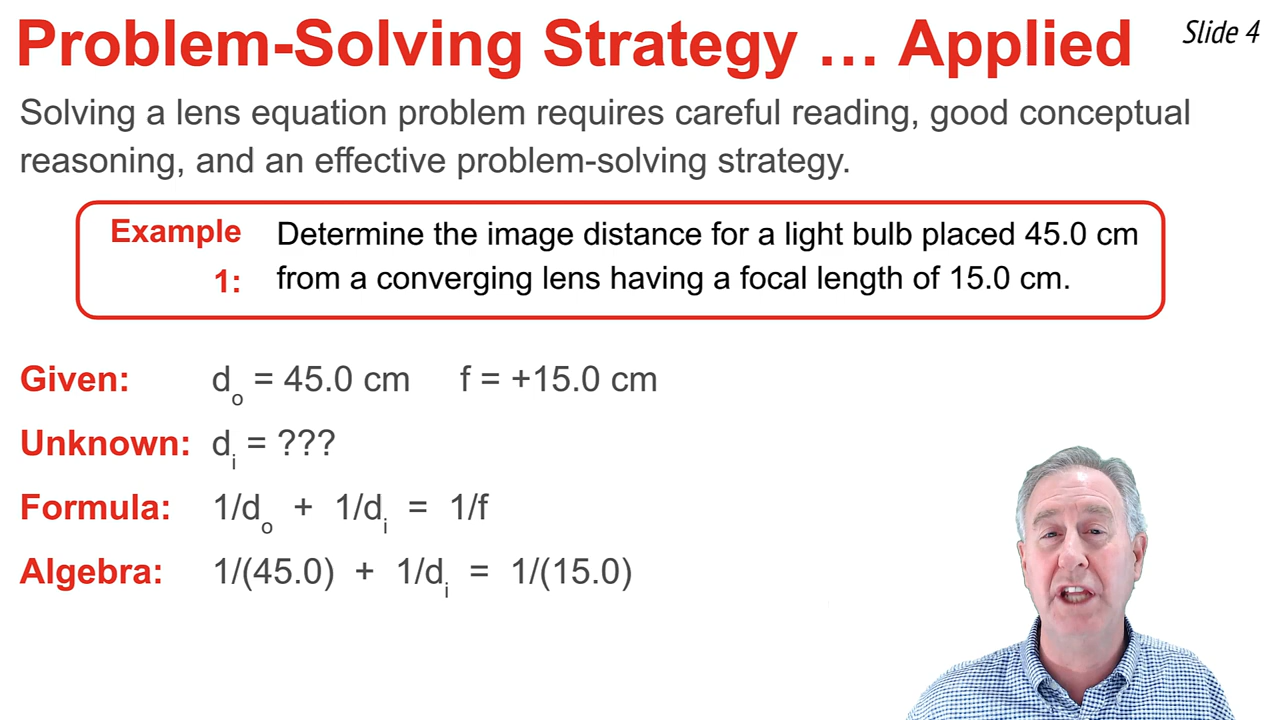 Problem-Solving Strategy … Applied
Slide 4
Solving a lens equation problem requires careful reading, good conceptual
reasoning, and an effective problem-solving strategy.
Example
1:
Determine the image distance for a light bulb placed 45.0 cm
from a converging lens having a focal length of 15.0 cm.
Given: do = 45.0 cm f = +15.0 cm
Unknown: di = ???
Formula: 1/do + 1/di = 1/f
Algebra: 1/(45.0) + 1/di = 1/(15.0)